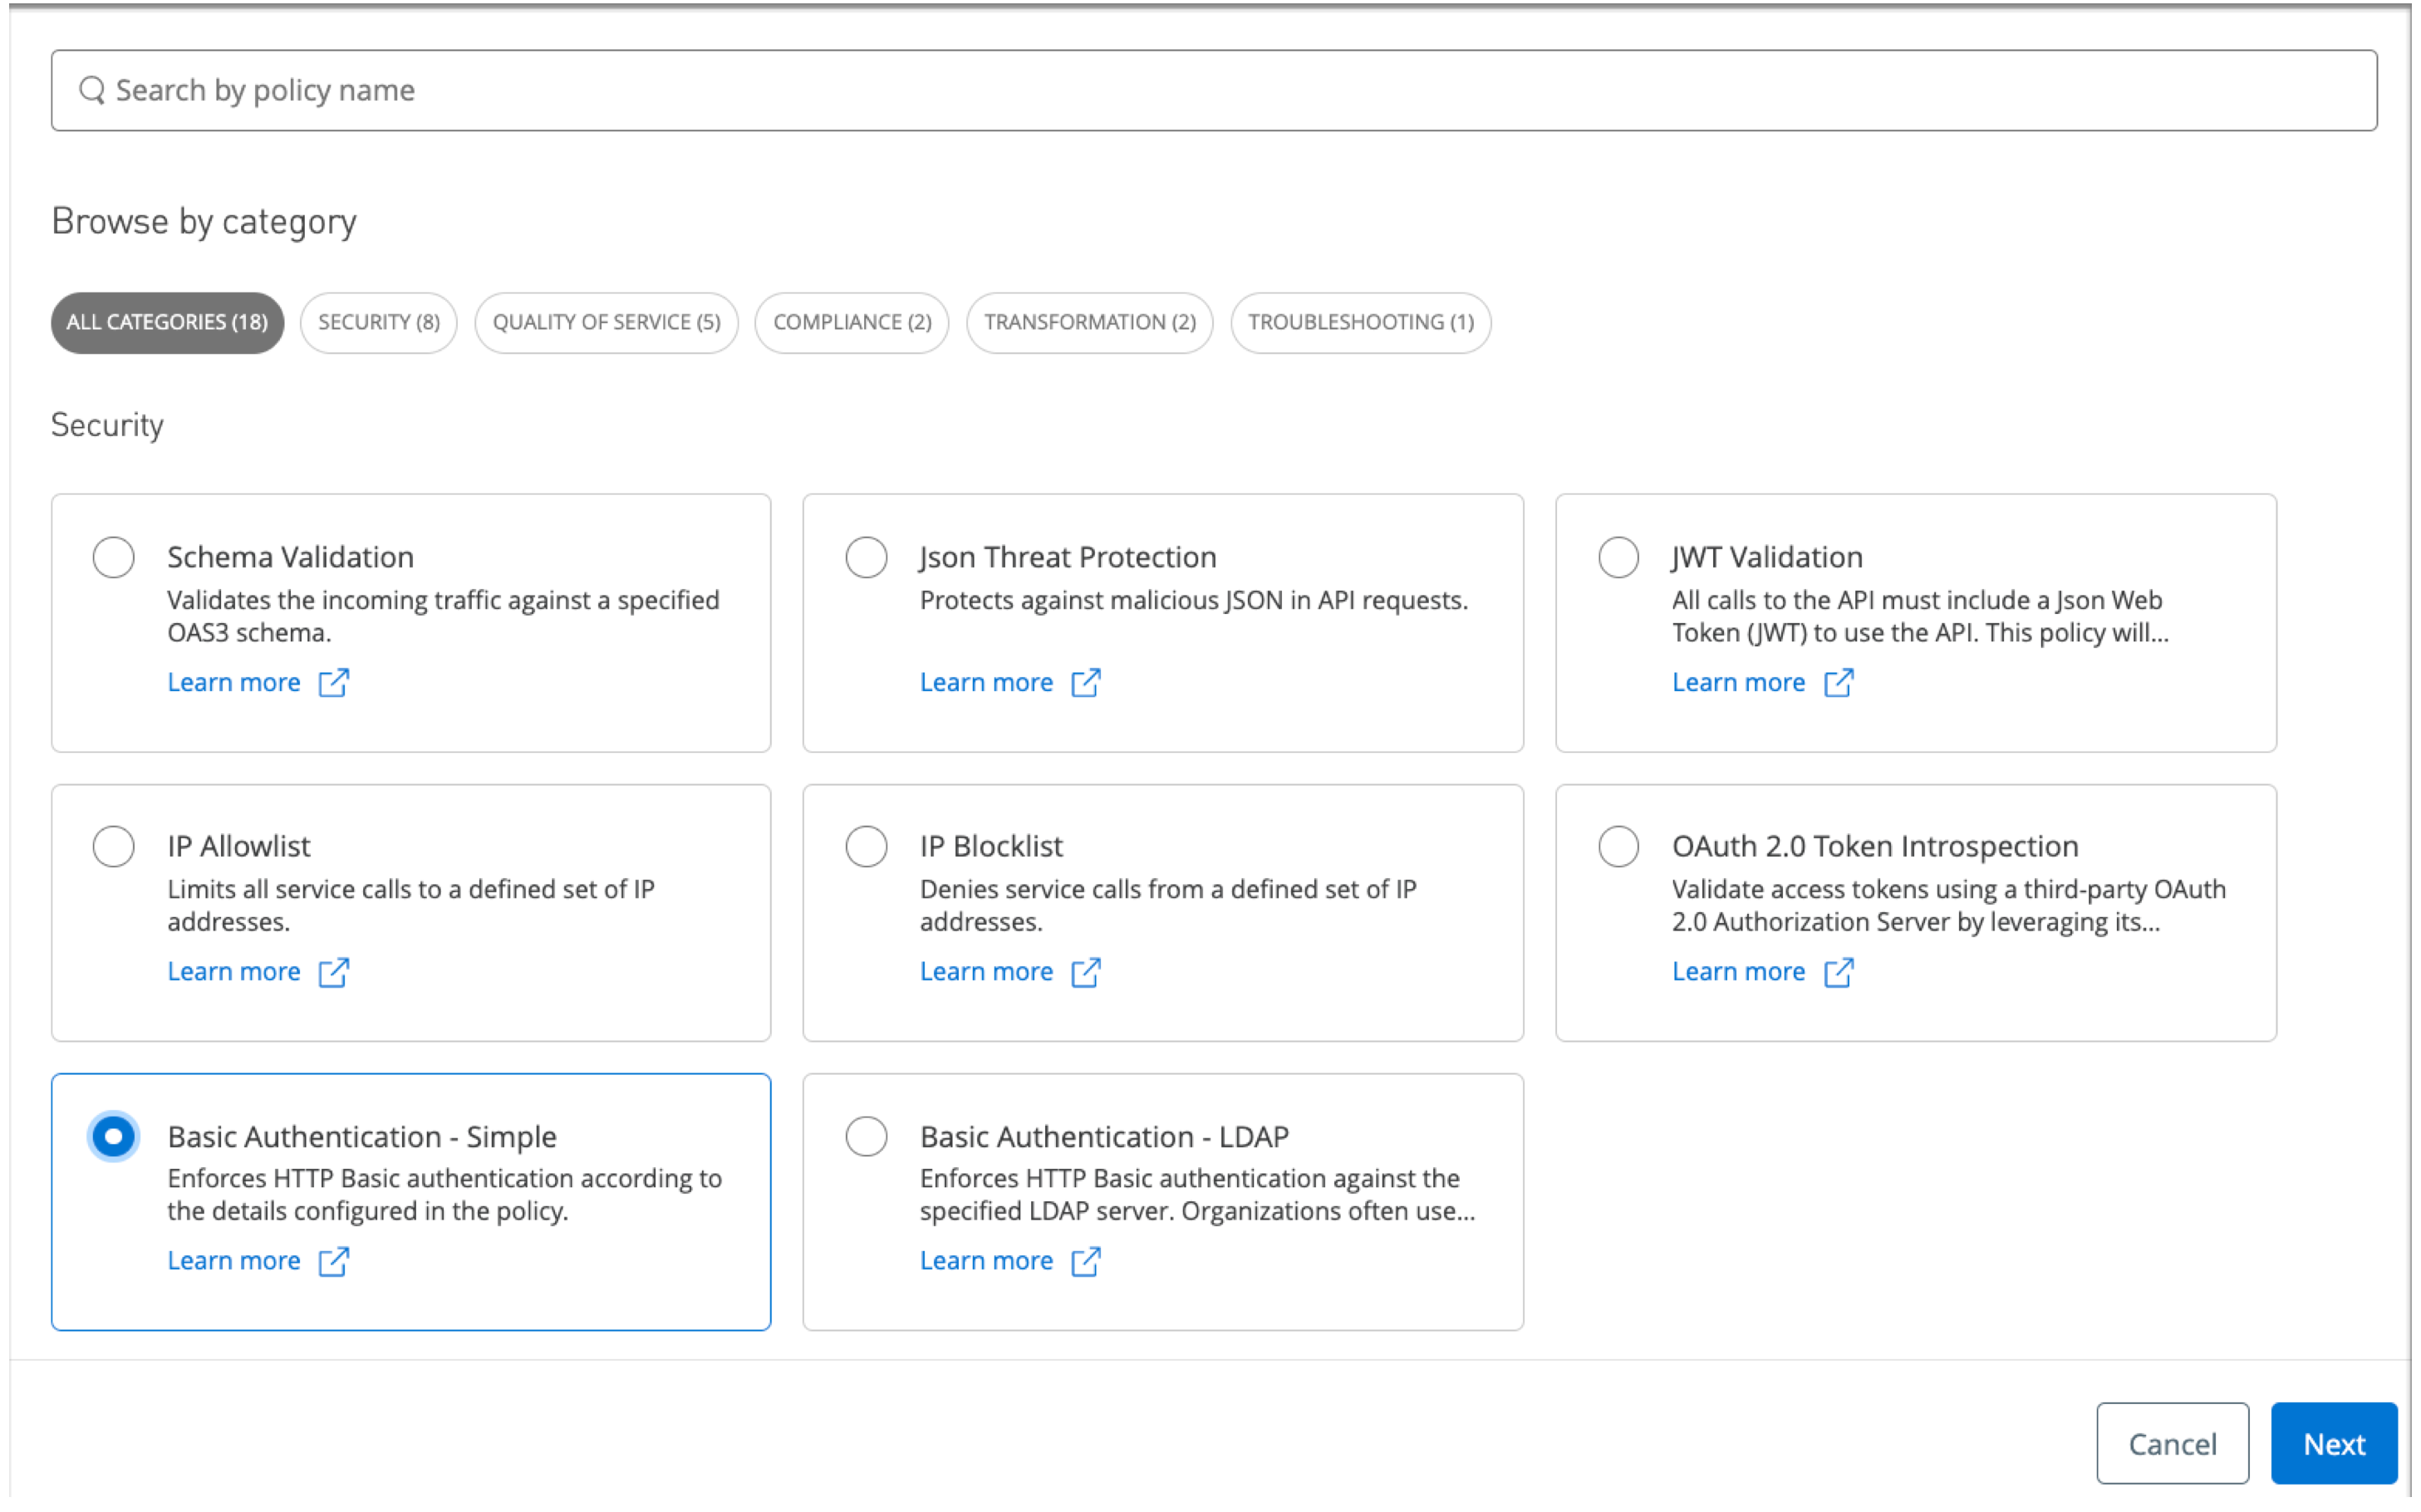 Search by policy name
Browse by category
ALL CATEGORIES (18)
SECURITY (8)
QUALITY OF SERVICE (5)
COMPLIANCE (2)
TRANSFORMATION (2)
TROUBLESHOOTING (1)
Security
Schema Validation
Validates the incoming traffic against a specified
OAS3 schema.
Learn more
Json Threat Protection
Protects against malicious JSON in API requests.
Learn more
JWT Validation
All calls to the API must include a Json Web
Token (JWT) to use the API. This policy will...
Learn more
IP Allowlist
Limits all service calls to a defined set of IP
addresses.
Learn more
IP Blocklist
Denies service calls from a defined set of IP
addresses.
Learn more
OAuth 2.0 Token Introspection
Validate access tokens using a third-party OAuth
2.0 Authorization Server by leveraging its...
Learn more
Basic Authentication - Simple
Enforces HTTP Basic authentication according to
the details configured in the policy.
Learn more
Basic Authentication - LDAP
Enforces HTTP Basic authentication against the
specified LDAP server. Organizations often use...
Learn more
Cancel
Next